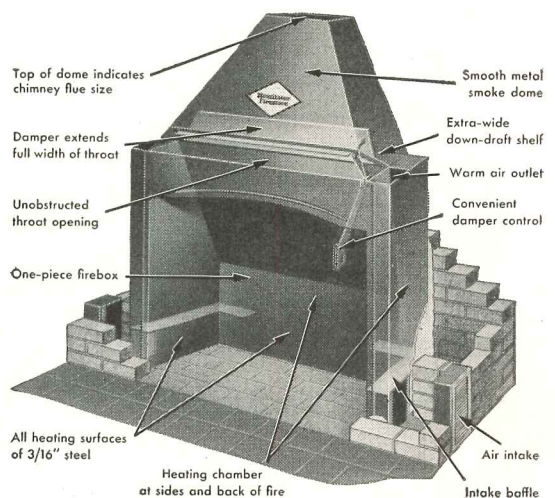 Top of dome indicates
chimney flue size
Smooth metal
smoke dome
Heatilator
Fireplace
Damper extends
full width of throat
Extra-wide
down-draft shelf
Warm air outlet
Unobstructed
throat opening
Convenient
damper control
One-piece firebox
All heating surfaces
of 3/16" steel
Heating chamber
at sides and back of fire
Air intake
Intake baffle